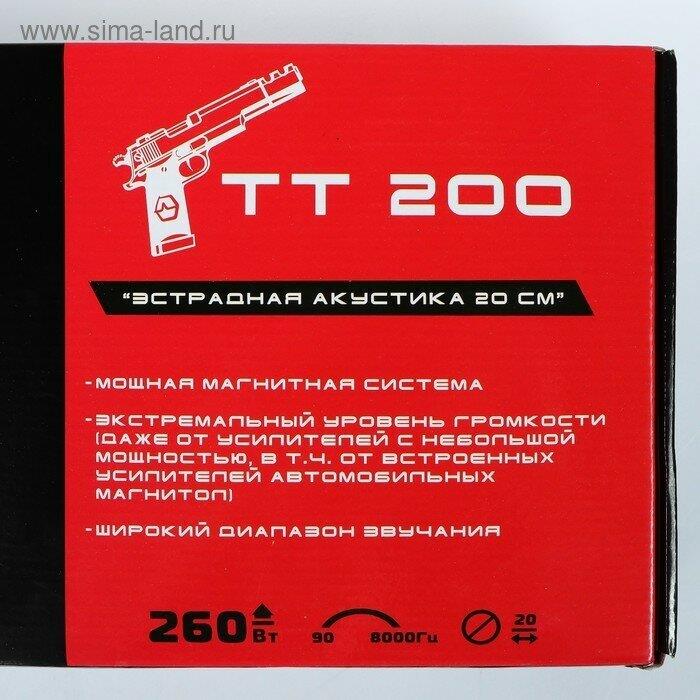 www.sima-land.ru
ТТ 200
"ЭСТРАДНАЯ АКУСТИКА 20 СМ"
-МОЩНАЯ МАГНИТНАЯ СИСТЕМА
-ЭКСТРЕМАЛЬНЫЙ УРОВЕНЬ ГРОМКОСТИ
(ДАЖЕ ОТ УСИЛИТЕЛЕЙ С НЕБОЛЬШОЙ
МОЩНОСТЬЮ, В Т.Ч. ОТ ВСТРОЕННЫХ
УСИЛИТЕЛЕЙ АВТОМОБИЛЬНЫХ
МАГНИТОЛ)
-ШИРОКИЙ ДИАПАЗОН ЗВУЧАНИЯ
260 Вт 90 8000Гц 20